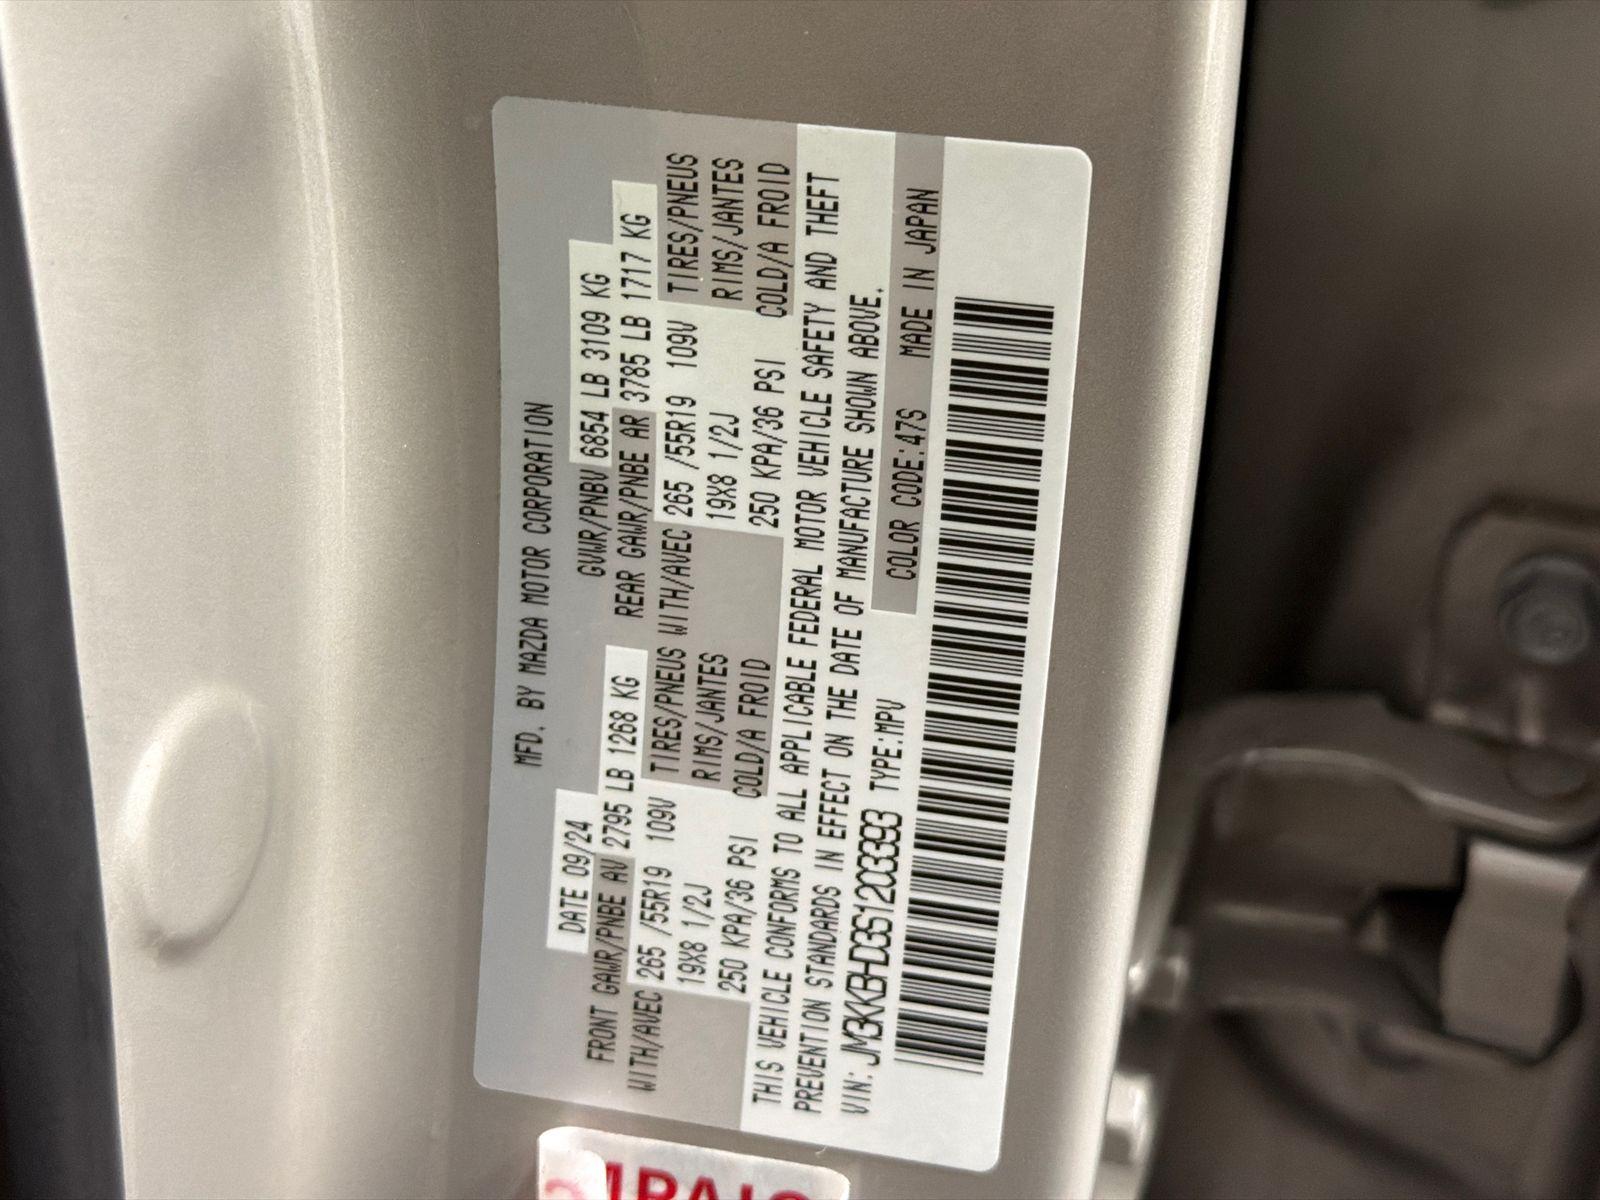 MFD. BY MAZDA MOTOR CORPORATION
DATE 09/24 GVWR/PNBV 6854 LB 3109 KG
FRONT GAWR/PNBE AV 2795 LB 1268 KG REAR GAWR/PNBE AR 3785 LB 1717 KG
WITH/AVEC 265 /55R19 109V TIRES/PNEUS WITH/AVEC 265 /55R19 109V TIRES/PNEUS
19X8 1/2J RIMS/JANTES 19X8 1/2J RIMS/JANTES
250 KPA/36 PSI COLD/A FROID 250 KPA/36 PSI COLD/A FROID
THIS VEHICLE CONFORMS TO ALL APPLICABLE FEDERAL MOTOR VEHICLE SAFETY AND THEFT
PREVENTION STANDARDS IN EFFECT ON THE DATE OF MANUFACTURE SHOWN ABOVE.
VIN: JM3KKBHD3S1203393 TYPE:MPV COLOR CODE:47S MADE IN JAPAN